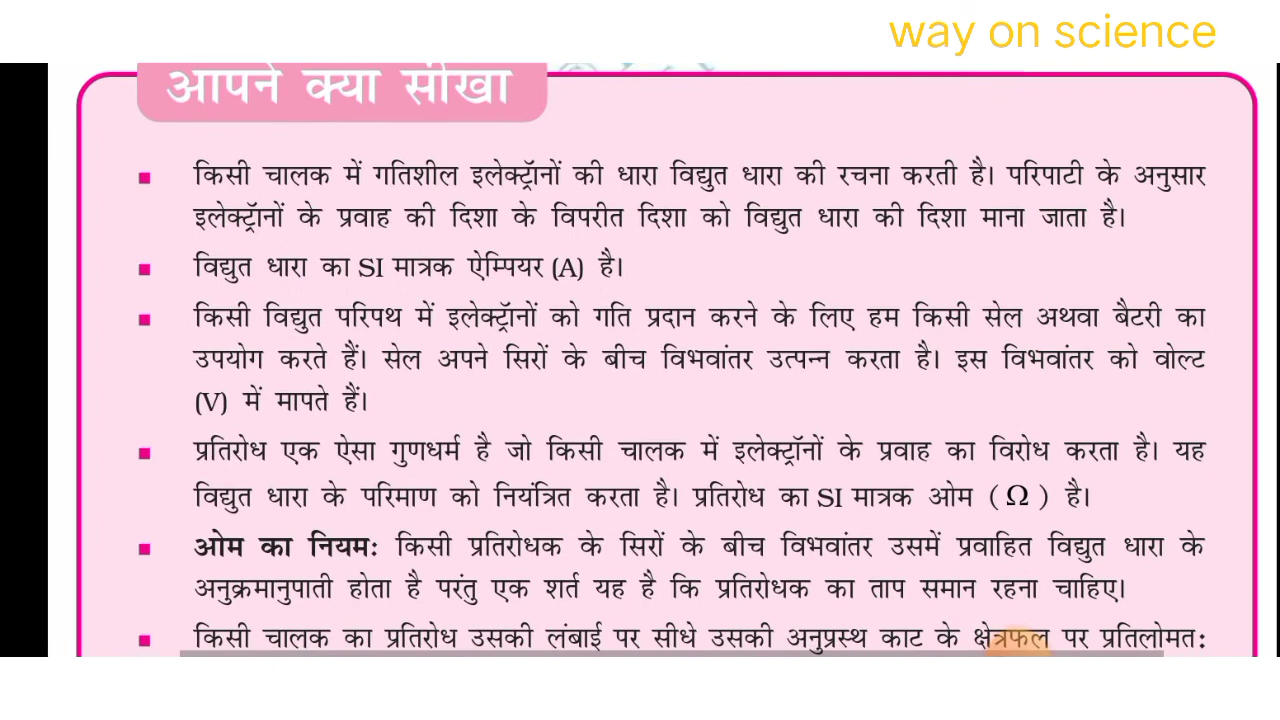 way on science
आपने क्या सीखा
▪ किसी चालक में गतिशील इलेक्ट्रॉनों की धारा विद्युत धारा की रचना करती है। परिपाटी के अनुसार
इलेक्ट्रॉनों के प्रवाह की दिशा के विपरीत दिशा को विद्युत धारा की दिशा माना जाता है।
▪ विद्युत धारा का SI मात्रक ऐम्पियर (A) है।
▪ किसी विद्युत परिपथ में इलेक्ट्रॉनों को गति प्रदान करने के लिए हम किसी सेल अथवा बैटरी का
उपयोग करते हैं। सेल अपने सिरों के बीच विभवांतर उत्पन्न करता है। इस विभवांतर को वोल्ट
(V) में मापते हैं।
▪ प्रतिरोध एक ऐसा गुणधर्म है जो किसी चालक में इलेक्ट्रॉनों के प्रवाह का विरोध करता है। यह
विद्युत धारा के परिमाण को नियंत्रित करता है। प्रतिरोध का SI मात्रक ओम ( Ω ) है।
▪ ओम का नियमः किसी प्रतिरोधक के सिरों के बीच विभवांतर उसमें प्रवाहित विद्युत धारा के
अनुक्रमानुपाती होता है परंतु एक शर्त यह है कि प्रतिरोधक का ताप समान रहना चाहिए।
▪ किसी चालक का प्रतिरोध उसकी लंबाई पर सीधे उसकी अनुप्रस्थ काट के क्षेत्रफल पर प्रतिलोमतः